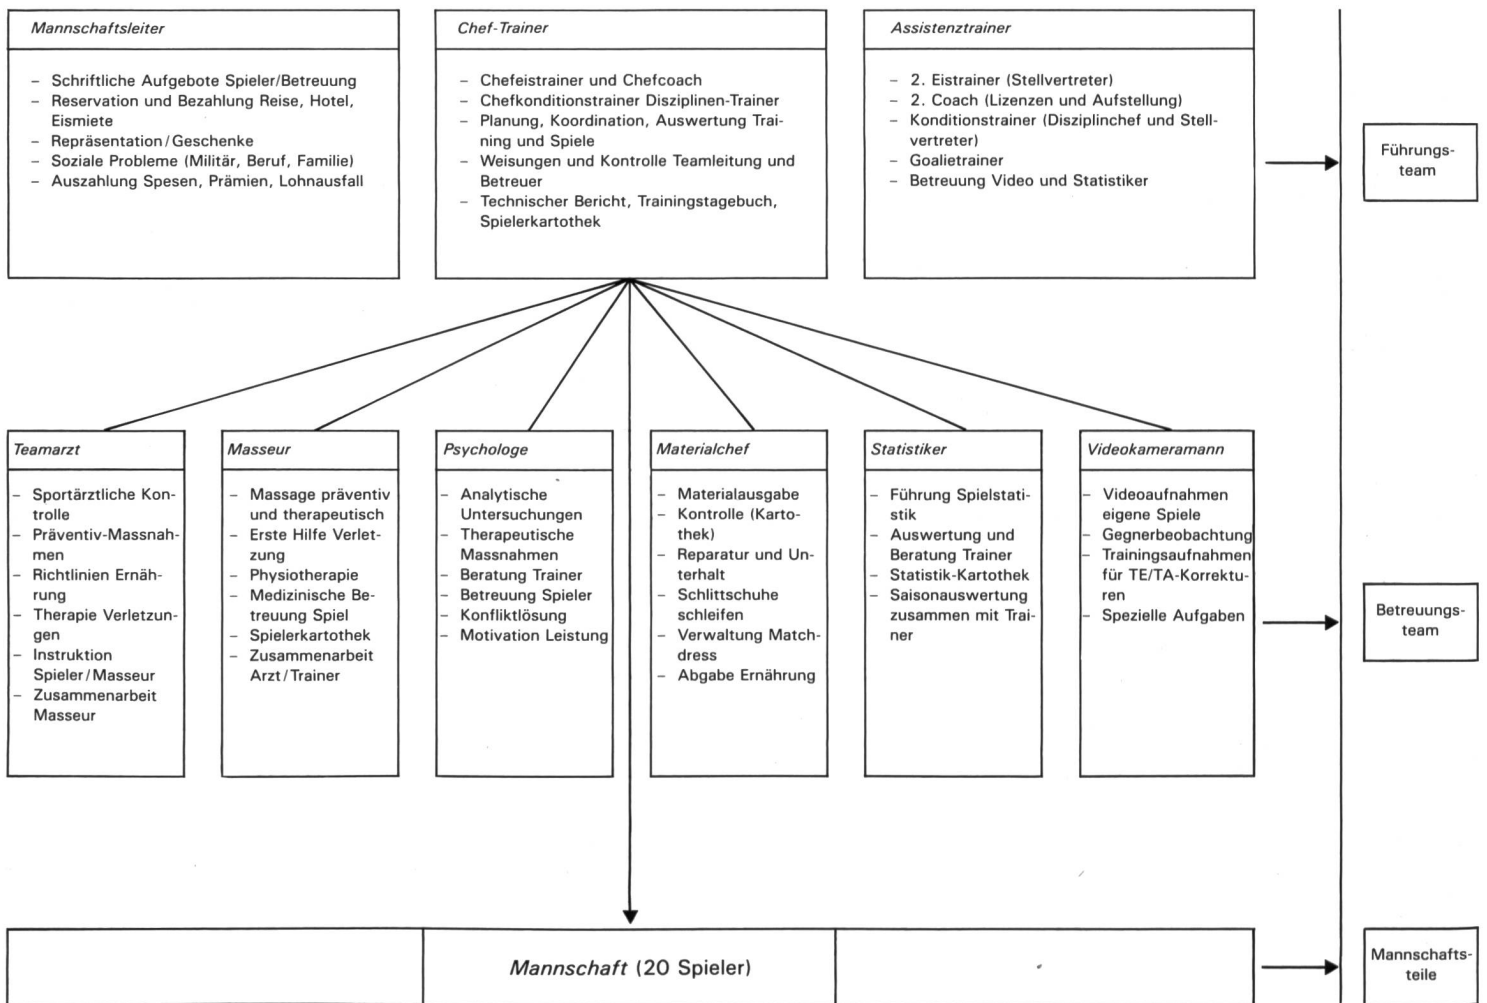 Mannschaftsleiter
– Schriftliche Aufgebote Spieler/Betreuung
– Reservation und Bezahlung Reise, Hotel,
Eismiete
– Repräsentation/Geschenke
– Soziale Probleme (Militär, Beruf, Familie)
– Auszahlung Spesen, Prämien, Lohnausfall
Chef-Trainer
– Chefeistrainer und Chefcoach
– Chefkonditionstrainer Disziplinen-Trainer
– Planung, Koordination, Auswertung Trai-
ning und Spiele
– Weisungen und Kontrolle Teamleitung und
Betreuer
– Technischer Bericht, Trainingstagebuch,
Spielerkartothek
Assistenztrainer
– 2. Eistrainer (Stellvertreter)
– 2. Coach (Lizenzen und Aufstellung)
– Konditionstrainer (Disziplinchef und Stell-
vertreter)
– Goalietrainer
– Betreuung Video und Statistiker
Führungs-
team
Teamarzt
– Sportärztliche Kon-
trolle
– Präventiv-Massnah-
men
– Richtlinien Ernäh-
rung
– Therapie Verletzun-
gen
– Instruktion
Spieler/Masseur
– Zusammenarbeit
Masseur
Masseur
– Massage präventiv
und therapeutisch
– Erste Hilfe Verlet-
zung
– Physiotherapie
– Medizinische Be-
treuung Spiel
– Spielerkartothek
– Zusammenarbeit
Arzt/Trainer
Psychologe
– Analytische
Untersuchungen
– Therapeutische
Massnahmen
– Beratung Trainer
– Betreuung Spieler
– Konfliktlösung
– Motivation Leistung
Materialchef
– Materialausgabe
– Kontrolle (Karto-
thek)
– Reparatur und Un-
terhalt
– Schlittschuhe
schleifen
– Verwaltung Match-
dress
– Abgabe Ernährung
Statistiker
– Führung Spielstati-
stik
– Auswertung und
Beratung Trainer
– Statistik-Kartothek
– Saisonauswertung
zusammen mit Trai-
ner
Videokameramann
– Videoaufnahmen
eigene Spiele
– Gegnerbeobachtung
– Trainingsaufnahmen
für TE/TA-Korrektu-
ren
– Spezielle Aufgaben
Betreuungs-
team
Mannschaft (20 Spieler)
Mannschafts-
teile